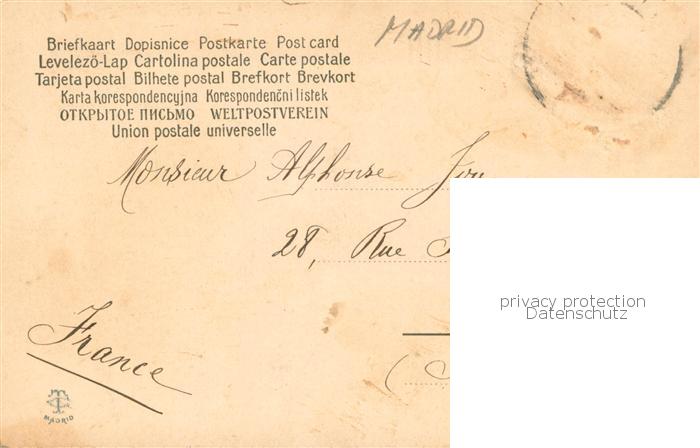 Briefkaart Dopisnice Postkarte Post card
Levelező-Lap Cartolina postale Carte postale
Tarjeta postal Bilhete postal Brefkort Brevkort
Karta korespondencyjna Korespondenční listek
ОТКРЫТОЕ ПИСЬМО WELTPOSTVEREIN
Union postale universelle
MADRID
Monsieur Alphonse
28, Rue
France
MADRID
privacy protection
Datenschutz